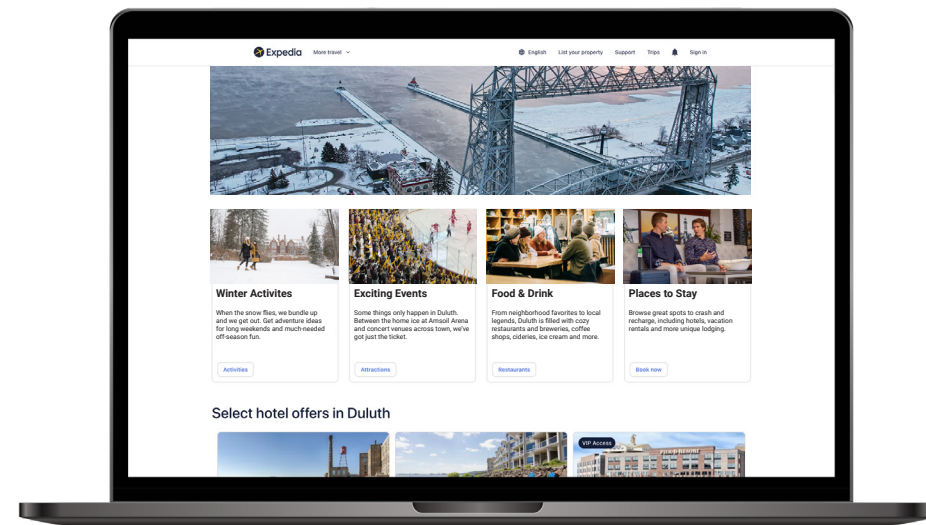 Expedia
More travel
English
List your property
Support
Trips
Sign in
Winter Activites
When the snow flies, we bundle up
and we get out. Get adventure ideas
for long weekends and much-needed
off-season fun.
Activities
Exciting Events
Some things only happen in Duluth.
Between the home ice at Amsoil Arena
and concert venues across town, we've
got just the ticket.
Attractions
Food & Drink
From neighborhood favorites to local
legends, Duluth is filled with cozy
restaurants and breweries, coffee
shops, cideries, ice cream and more.
Restaurants
Places to Stay
Browse great spots to crash and
recharge, including hotels, vacation
rentals and more unique lodging.
Book now
Select hotel offers in Duluth
VIP Access
PIER B RESORT